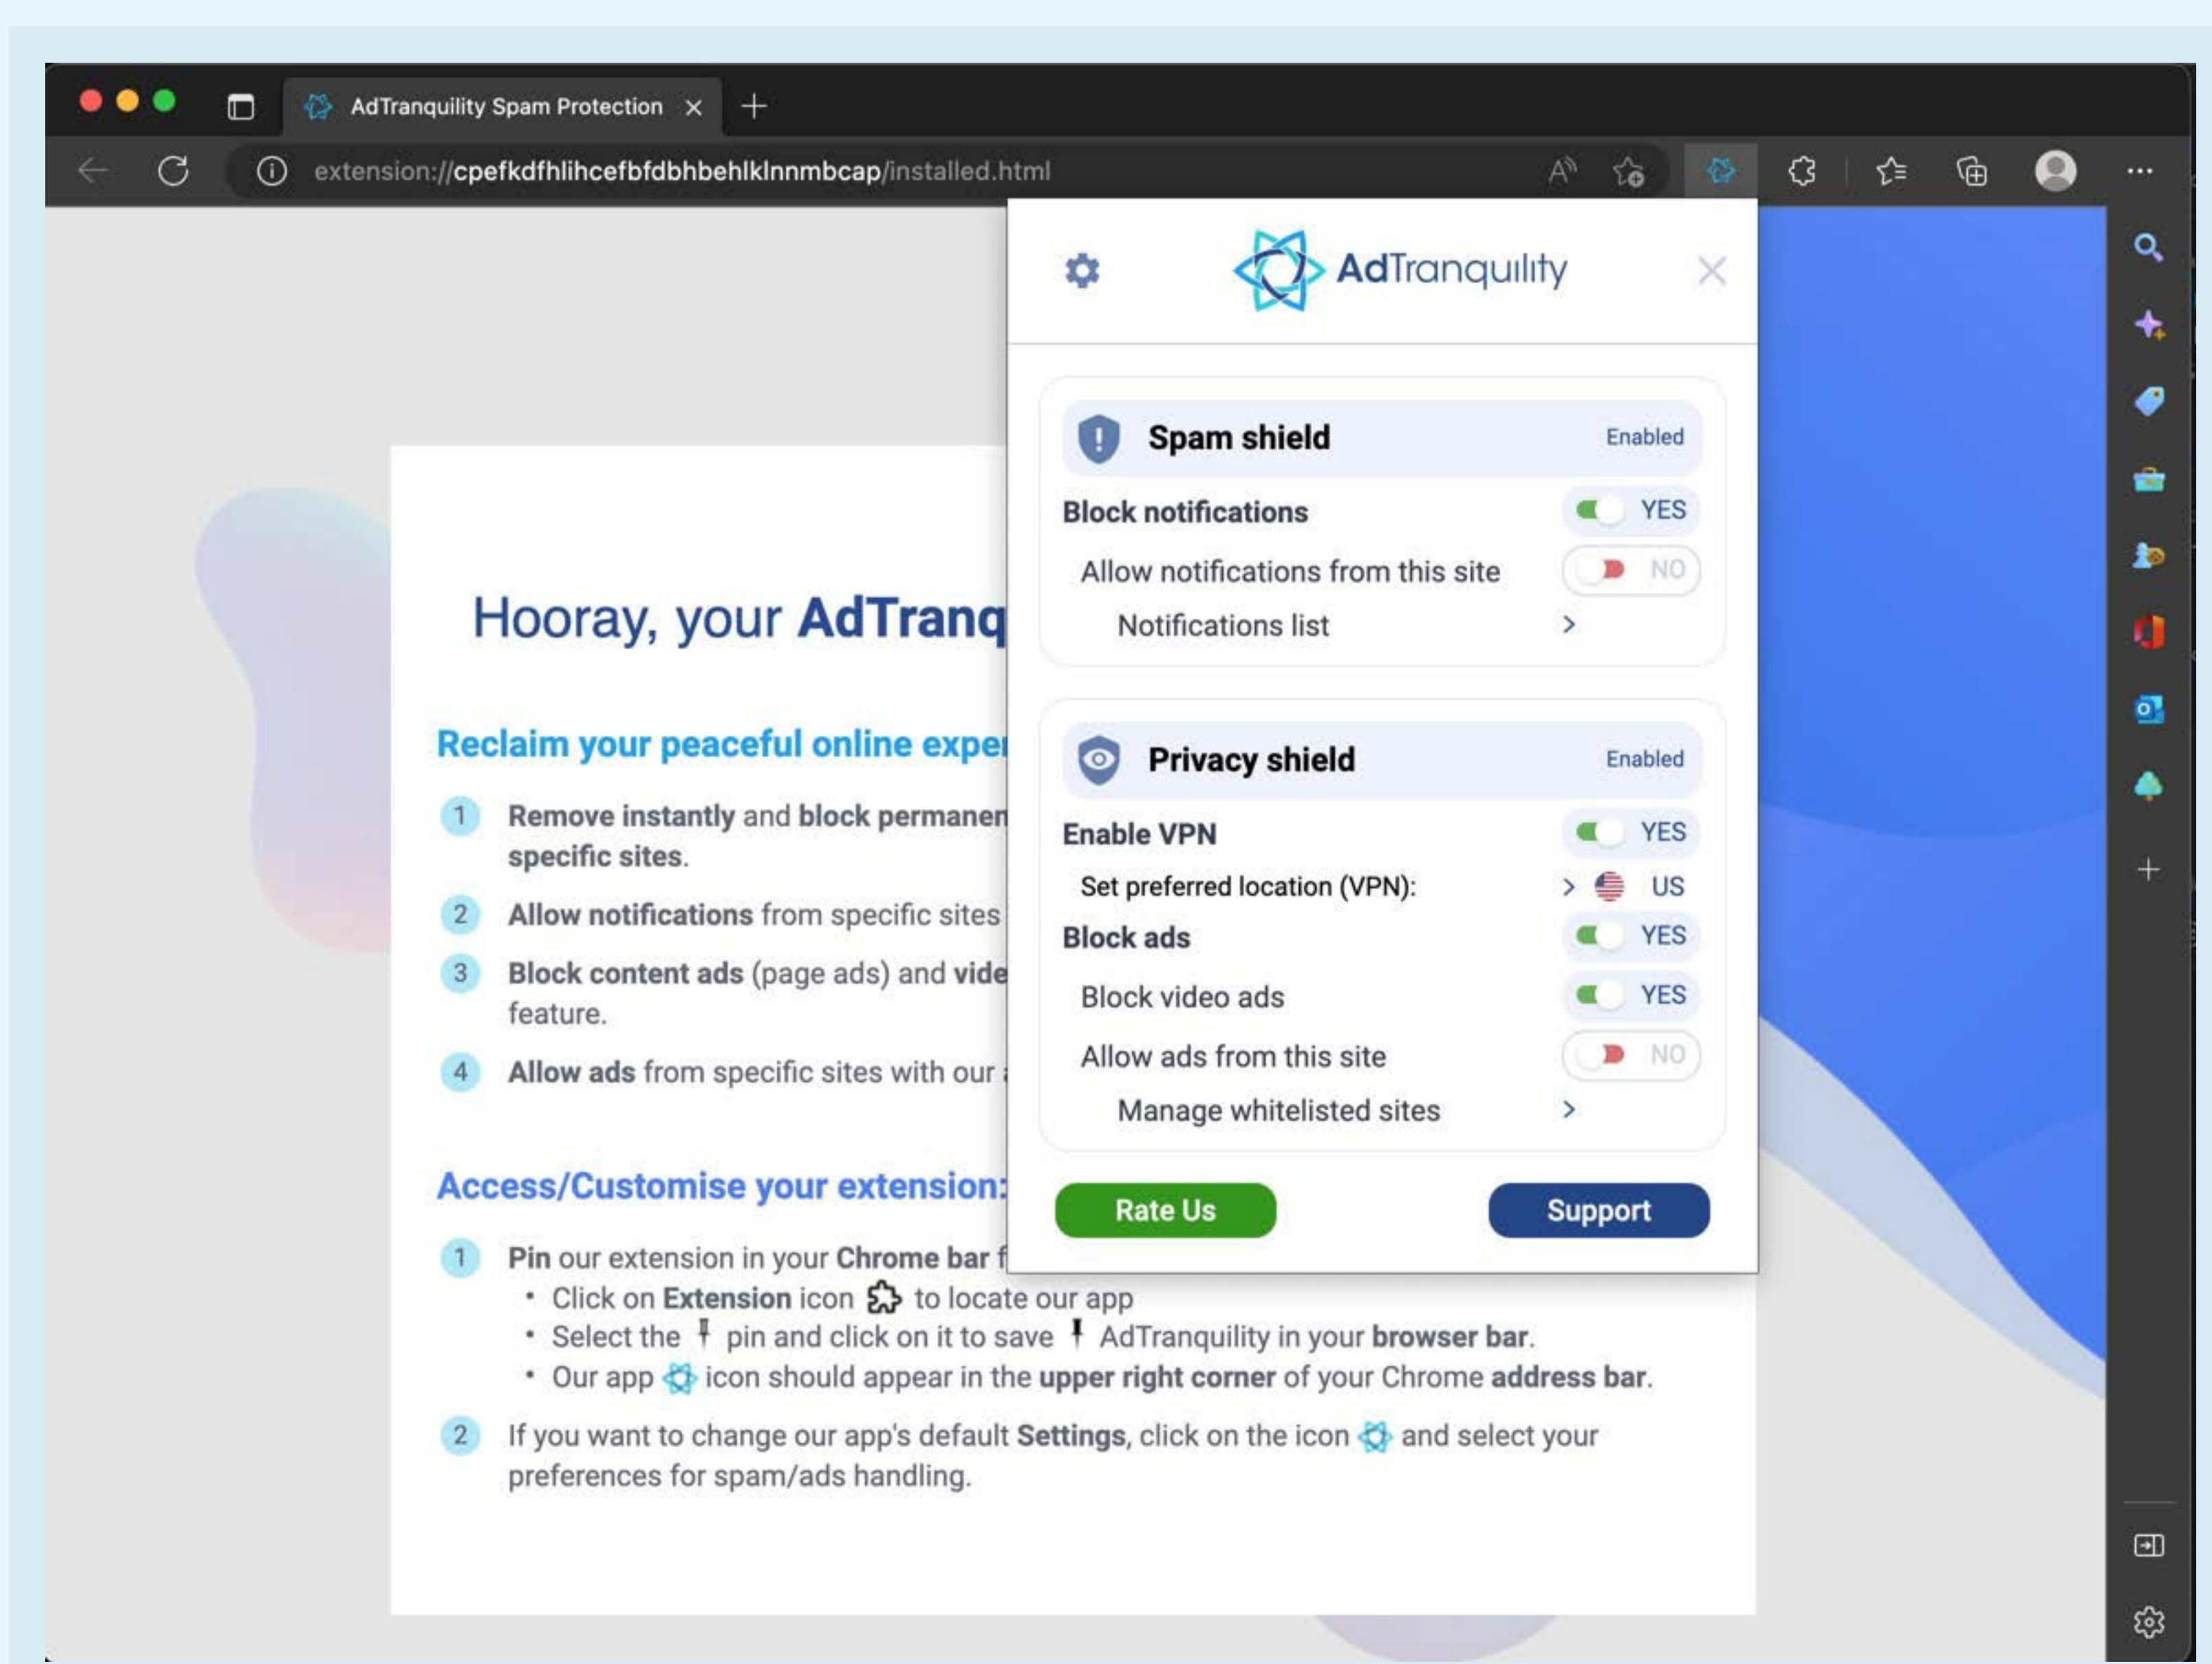 AdTranquility Spam Protection
extension://cpefkdfhlihcefbfdbhbehlklnnmbcap/installed.html
AdTranquility
Spam shield Enabled
Block notifications YES
Allow notifications from this site NO
Notifications list
Privacy shield Enabled
Enable VPN YES
Set preferred location (VPN): US
Block ads YES
Block video ads YES
Allow ads from this site NO
Manage whitelisted sites
Rate Us Support
Hooray, your AdTranq
Reclaim your peaceful online exper
1 Remove instantly and block permanen
specific sites.
2 Allow notifications from specific sites
3 Block content ads (page ads) and vide
feature.
4 Allow ads from specific sites with our
Access/Customise your extension:
1 Pin our extension in your Chrome bar f
• Click on Extension icon to locate our app
• Select the pin and click on it to save AdTranquility in your browser bar.
• Our app icon should appear in the upper right corner of your Chrome address bar.
2 If you want to change our app's default Settings, click on the icon and select your
preferences for spam/ads handling.